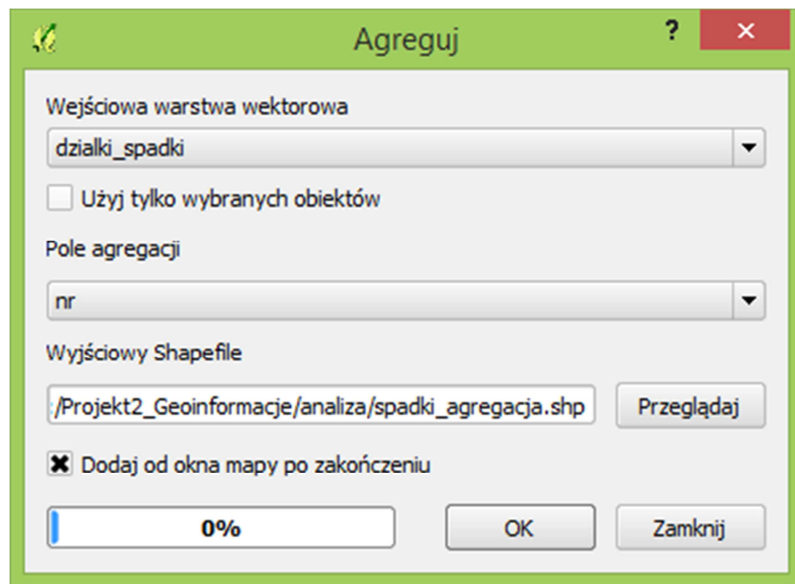 Agreguj
?
Wejściowa warstwa wektorowa
dzialki_spadki
Użyj tylko wybranych obiektów
Pole agregacji
nr
Wyjściowy Shapefile
:/Projekt2_Geoinformacje/analiza/spadki_agregacja.shp
Przeglądaj
Dodaj od okna mapy po zakończeniu
0%
OK
Zamknij